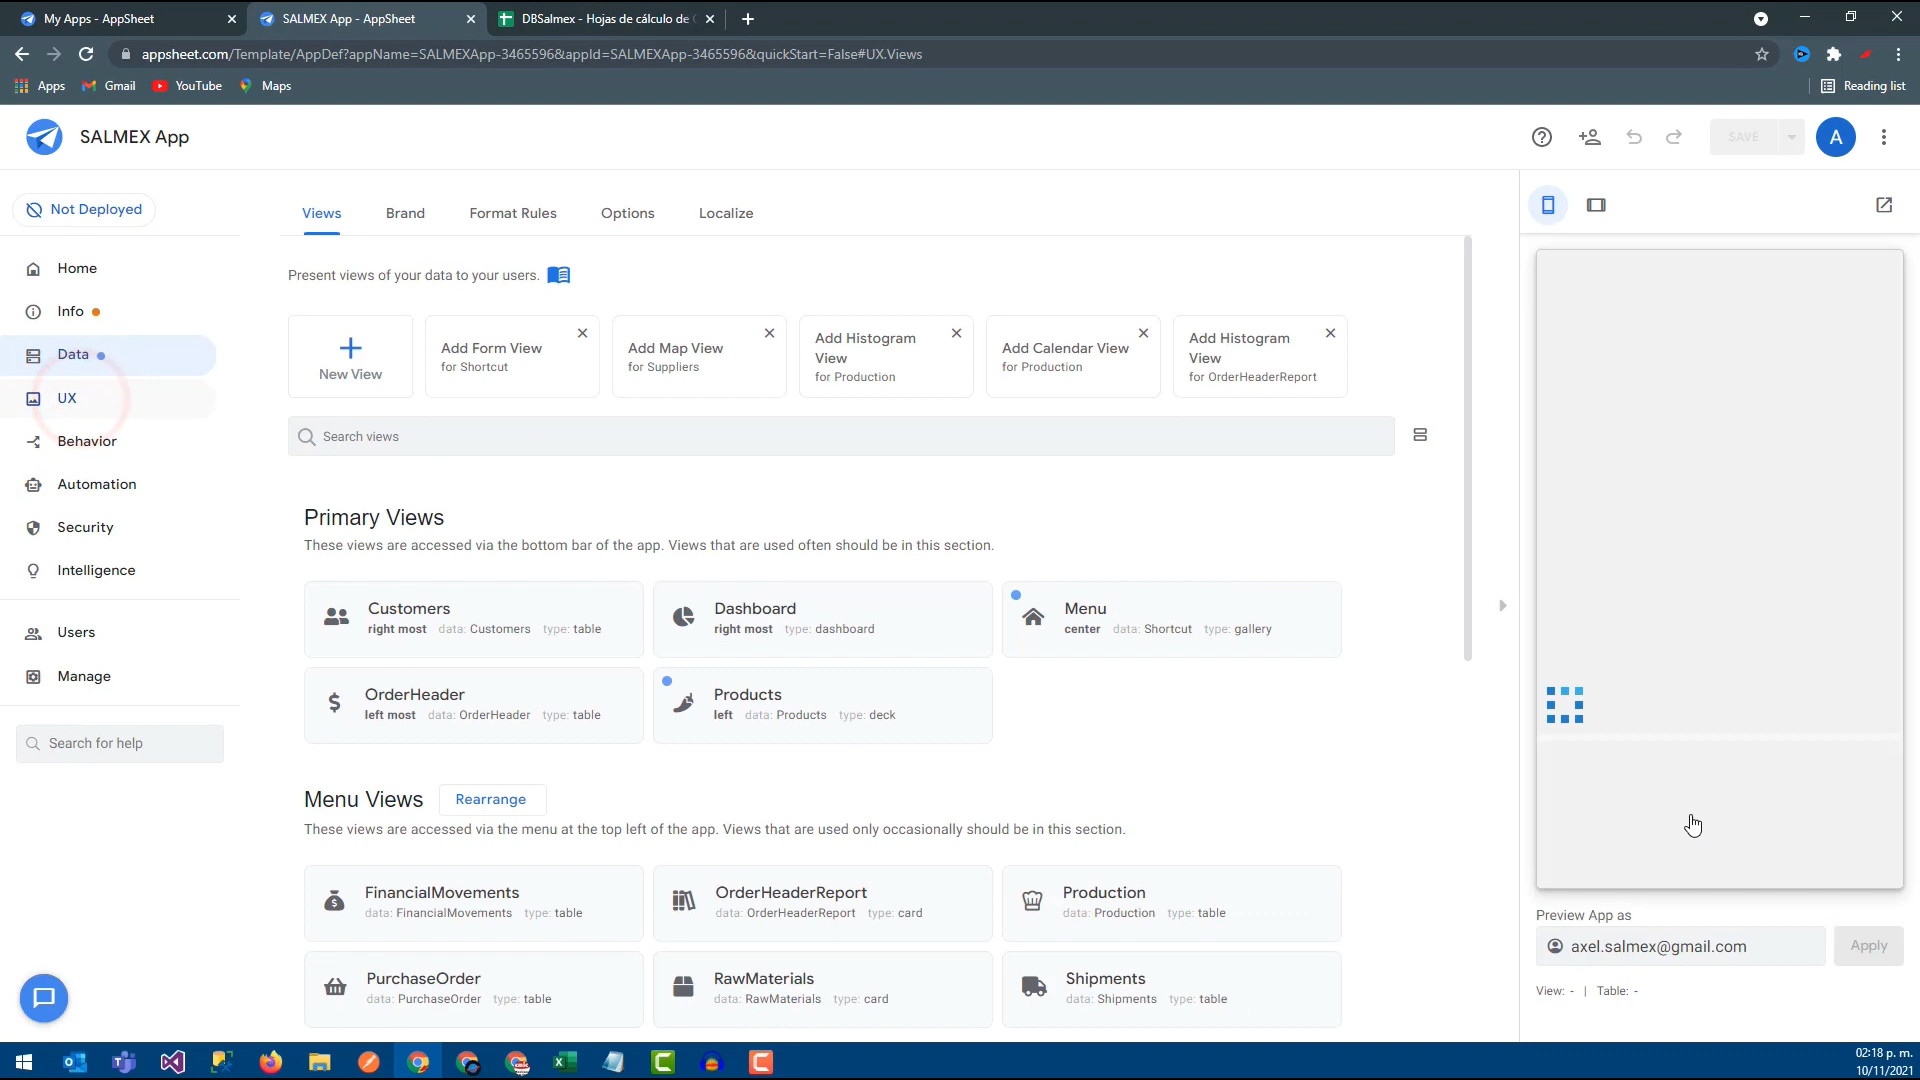 My Apps - AppSheet
SALMEX App - AppSheet
DBSalmex - Hojas de cálculo de
appsheet.com/Template/AppDef?appName=SALMEXApp-3465596&appId=SALMEXApp-3465596&quickStart=False#UX.Views
Apps
Gmail
YouTube
Maps
Reading list
SALMEX App
SAVE
A
Not Deployed
Home
Info
Data
UX
Behavior
Automation
Security
Intelligence
Users
Manage
Search for help
Views
Brand
Format Rules
Options
Localize
Present views of your data to your users.
New View
Add Form View
for Shortcut
Add Map View
for Suppliers
Add Histogram
View
for Production
Add Calendar View
for Production
Add Histogram
View
for OrderHeaderReport
Search views
Primary Views
These views are accessed via the bottom bar of the app. Views that are used often should be in this section.
Customers
right most data: Customers type: table
Dashboard
right most type: dashboard
Menu
center data: Shortcut type: gallery
OrderHeader
left most data: OrderHeader type: table
Products
left data: Products type: deck
Menu Views
Rearrange
These views are accessed via the menu at the top left of the app. Views that are used only occasionally should be in this section.
FinancialMovements
data: FinancialMovements type: table
OrderHeaderReport
data: OrderHeaderReport type: card
Production
data: Production type: table
PurchaseOrder
data: PurchaseOrder type: table
RawMaterials
data: RawMaterials type: card
Shipments
data: Shipments type: table
Preview App as
axel.salmex@gmail.com
Apply
View: - | Table: -
02:18 p. m.
10/11/2021